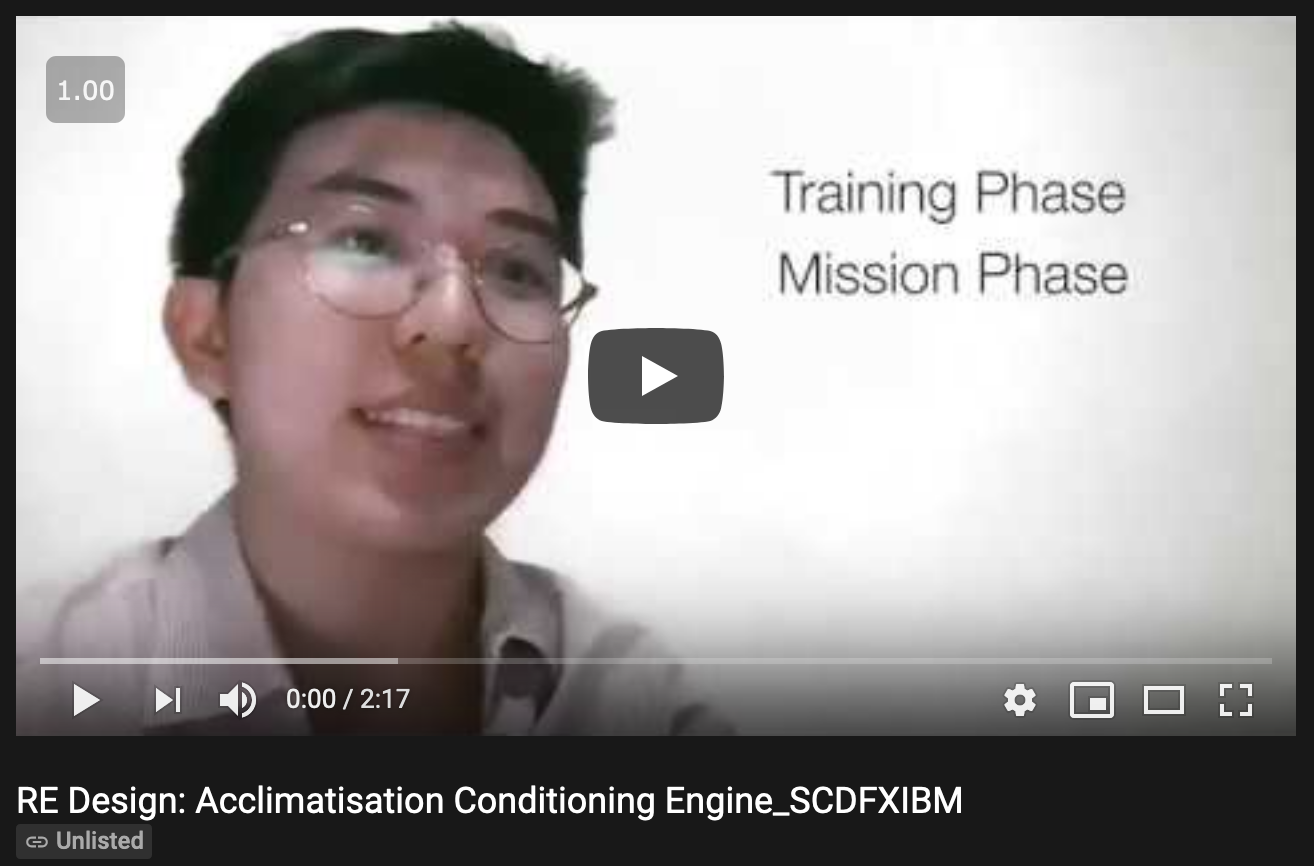 1.00
Training Phase
Mission Phase
0:00 / 2:17
RE Design: Acclimatisation Conditioning Engine_SCDFXIBM
Unlisted